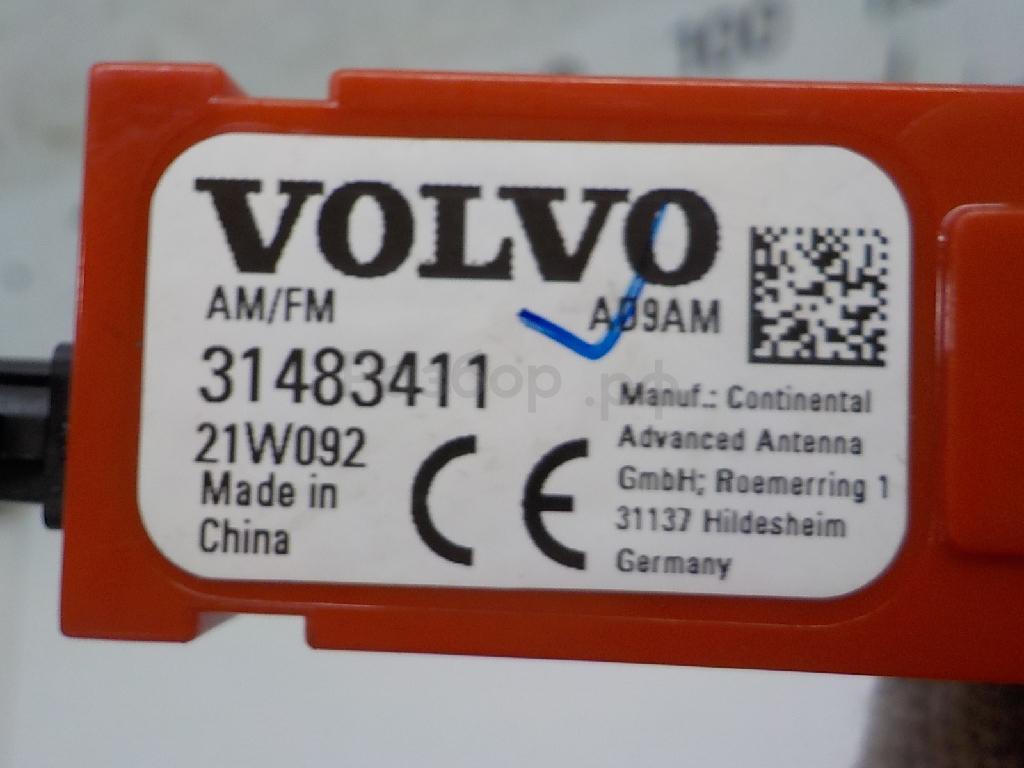 VOLVO
AM/FM A09AM
31483411
21W092
Made in
China
CE
Manuf.: Continental
Advanced Antenna
GmbH; Roemerring 1
31137 Hildesheim
Germany